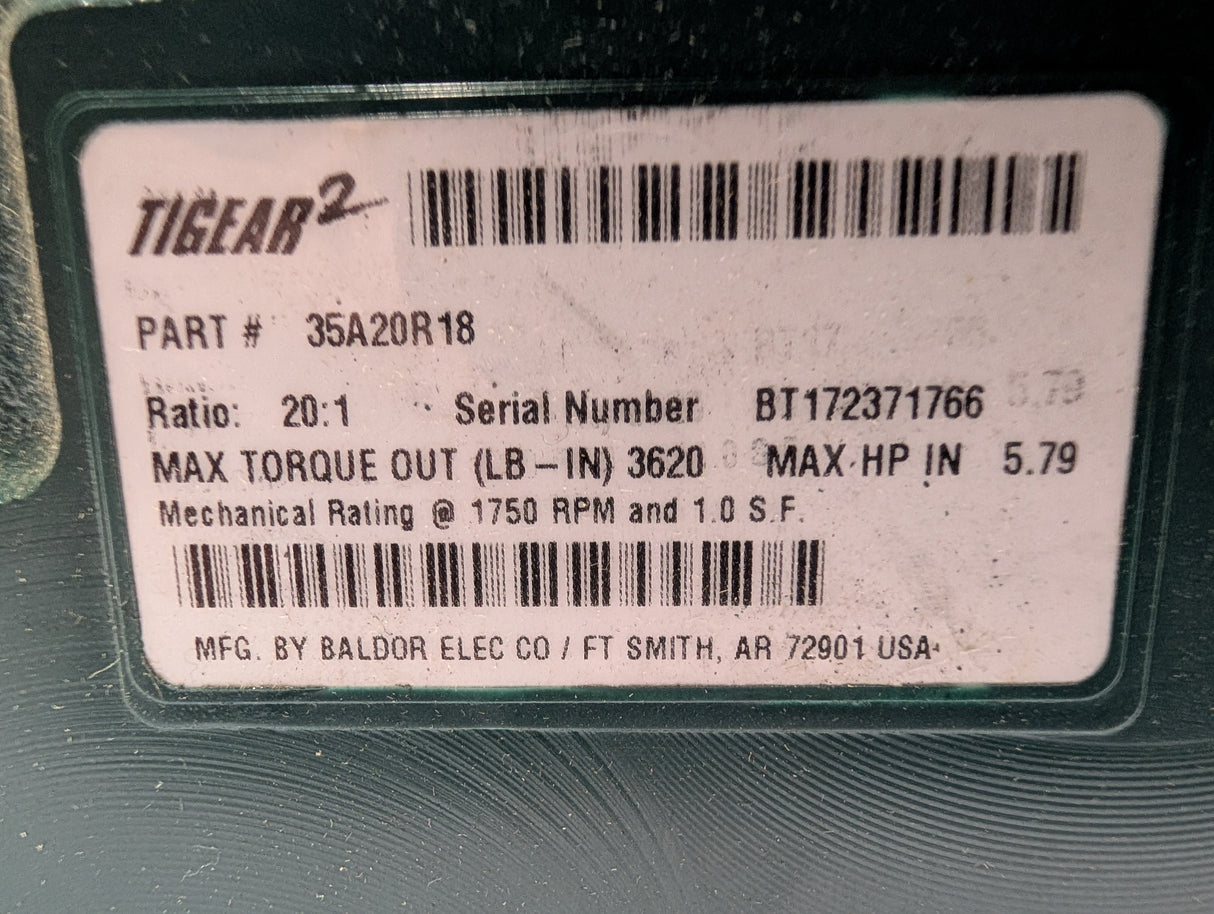 TIGEAR2
PART # 35A20R18
Ratio: 20:1 Serial Number BT172371766
MAX TORQUE OUT (LB-IN) 3620 MAX HP IN 5.79
Mechanical Rating @ 1750 RPM and 1.0 S.F.
MFG. BY BALDOR ELEC CO / FT SMITH, AR 72901 USA